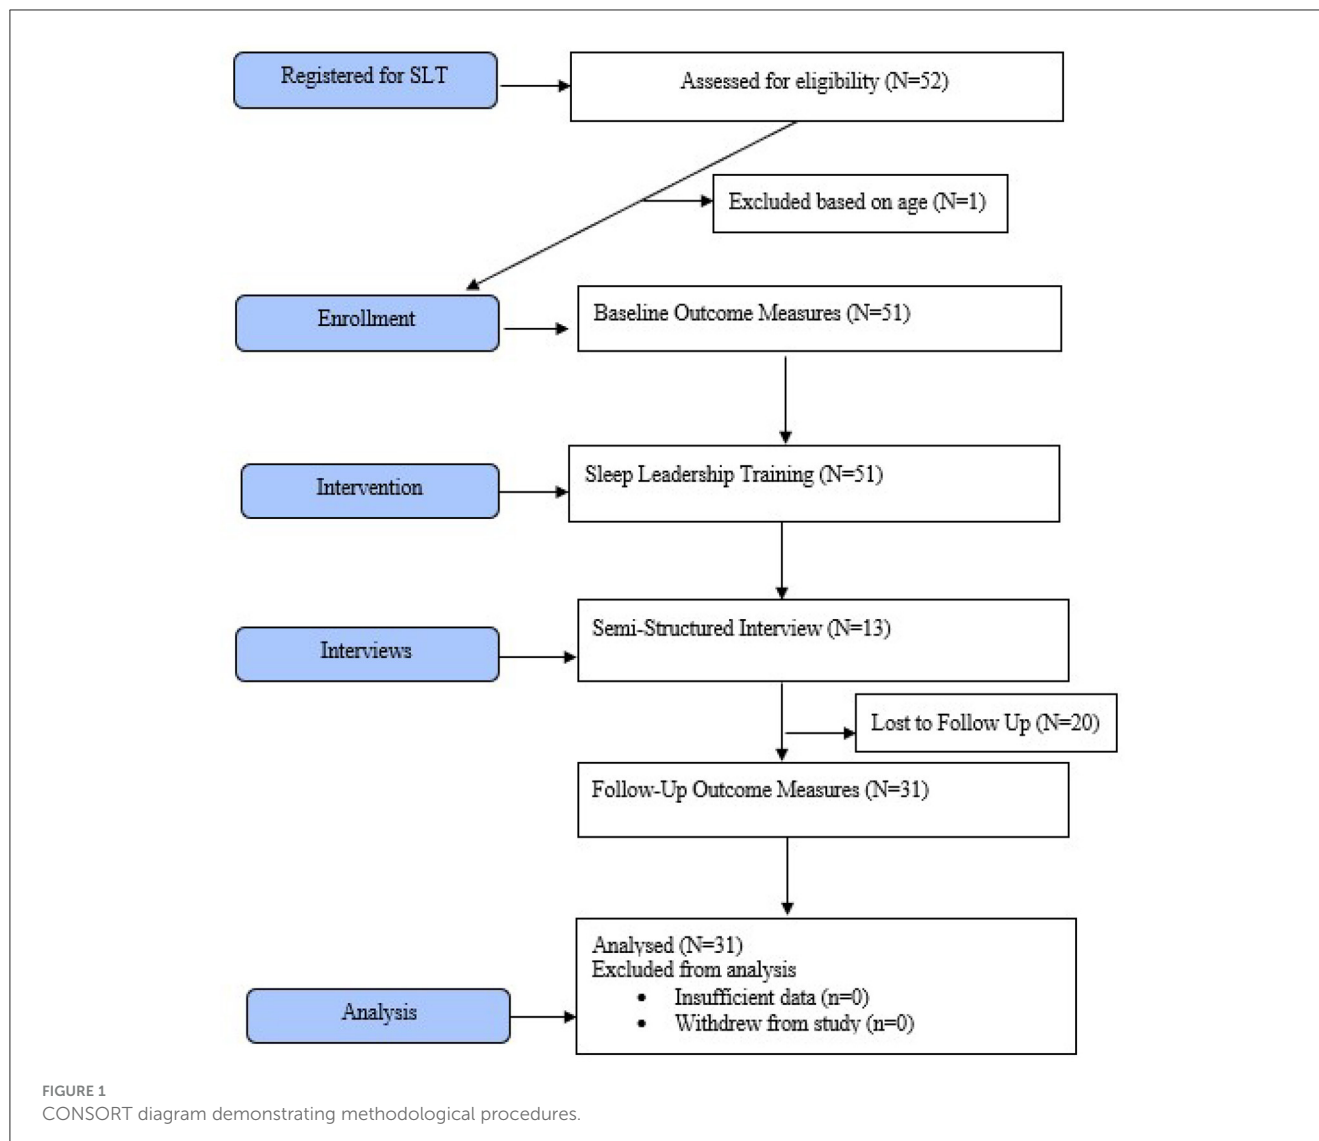 Registered for SLT
Assessed for eligibility (N=52)
Excluded based on age (N=1)
Enrollment
Baseline Outcome Measures (N=51)
Intervention
Sleep Leadership Training (N=51)
Interviews
Semi-Structured Interview (N=13)
Lost to Follow Up (N=20)
Follow-Up Outcome Measures (N=31)
Analysis
Analysed (N=31)
Excluded from analysis
• Insufficient data (n=0)
• Withdrew from study (n=0)
FIGURE 1
CONSORT diagram demonstrating methodological procedures.